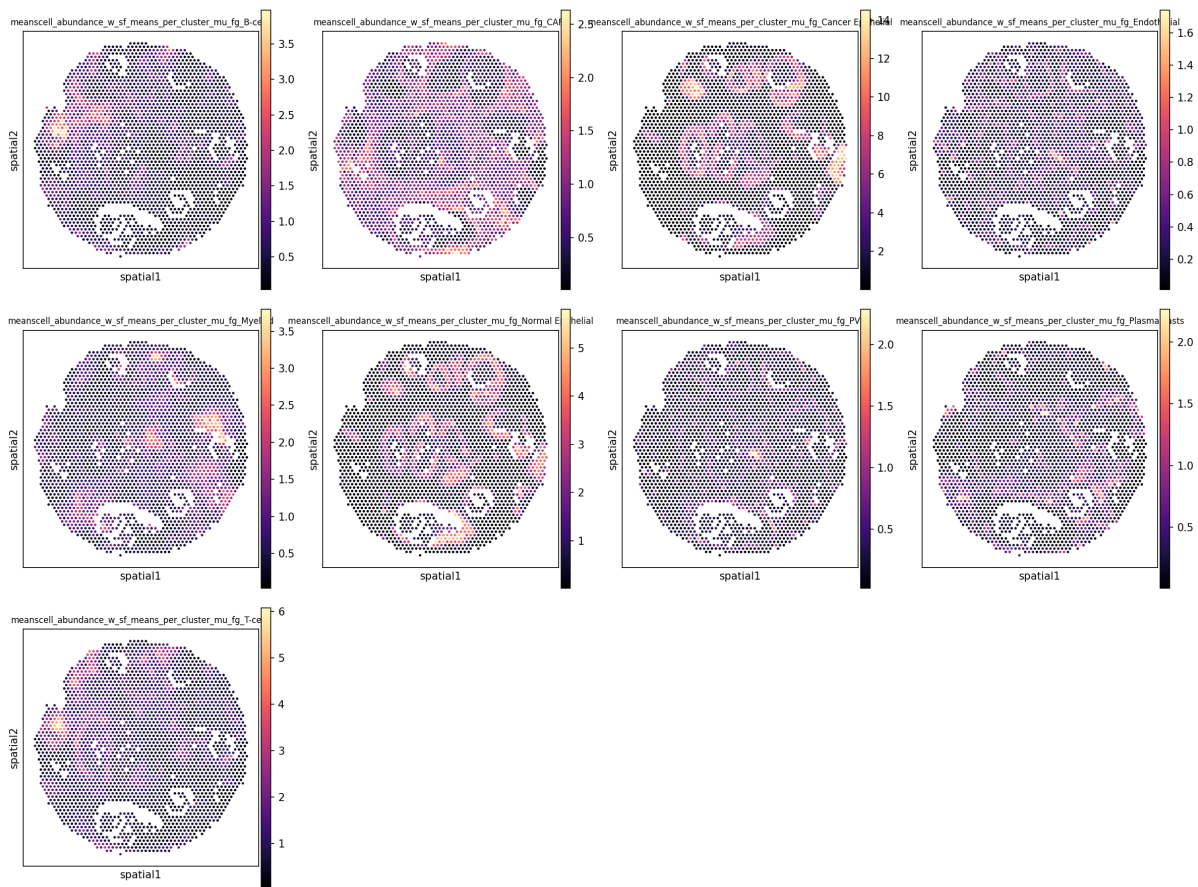 meanscell_abundance_w_sf_means_per_cluster_mu_fg_B-ce
3.5
3.0
2.5
2.0
1.5
1.0
0.5
spatial2
spatial1
meanscell_abundance_w_sf_means_per_cluster_mu_fg_CAF
2.5
2.0
1.5
1.0
0.5
spatial2
spatial1
meanscell_abundance_w_sf_means_per_cluster_mu_fg_Cancer Ep helial
14
12
10
8
6
4
2
spatial2
spatial1
meanscell_abundance_w_sf_means_per_cluster_mu_fg_Endoth ial
1.6
1.4
1.2
1.0
0.8
0.6
0.4
0.2
spatial2
spatial1
meanscell_abundance_w_sf_means_per_cluster_mu_fg_Myel d
3.5
3.0
2.5
2.0
1.5
1.0
0.5
spatial2
spatial1
meanscell_abundance_w_sf_means_per_cluster_mu_fg_Normal E helial
5
4
3
2
1
spatial2
spatial1
meanscell_abundance_w_sf_means_per_cluster_mu_fg_PV
2.0
1.5
1.0
0.5
spatial2
spatial1
meanscell_abundance_w_sf_means_per_cluster_mu_fg_Plasma sts
2.0
1.5
1.0
0.5
spatial2
spatial1
meanscell_abundance_w_sf_means_per_cluster_mu_fg_T-ce
6
5
4
3
2
1
spatial2
spatial1